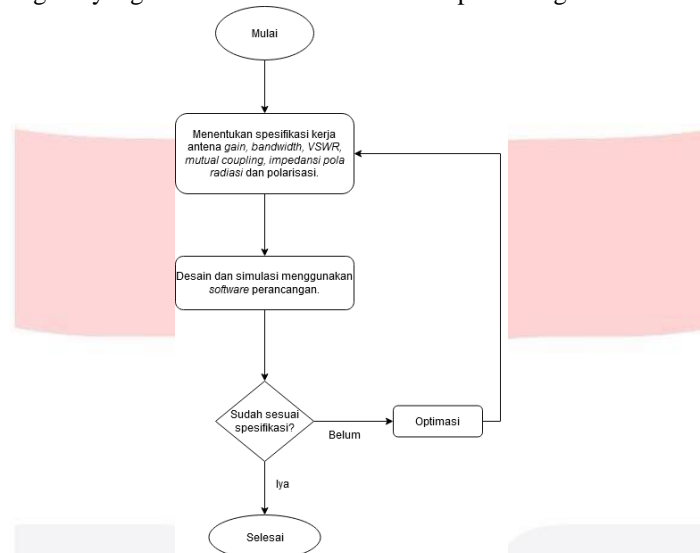 Mulai
Menentukan spesifikasi kerja
antena gain, bandwidth, VSWR,
mutual coupling, impedansi pola
radiasi dan polarisasi.
Desain dan simulasi menggunakan
software perancangan.
Sudah sesuai
spesifikasi?
Belum
Optimasi
Iya
Selesai